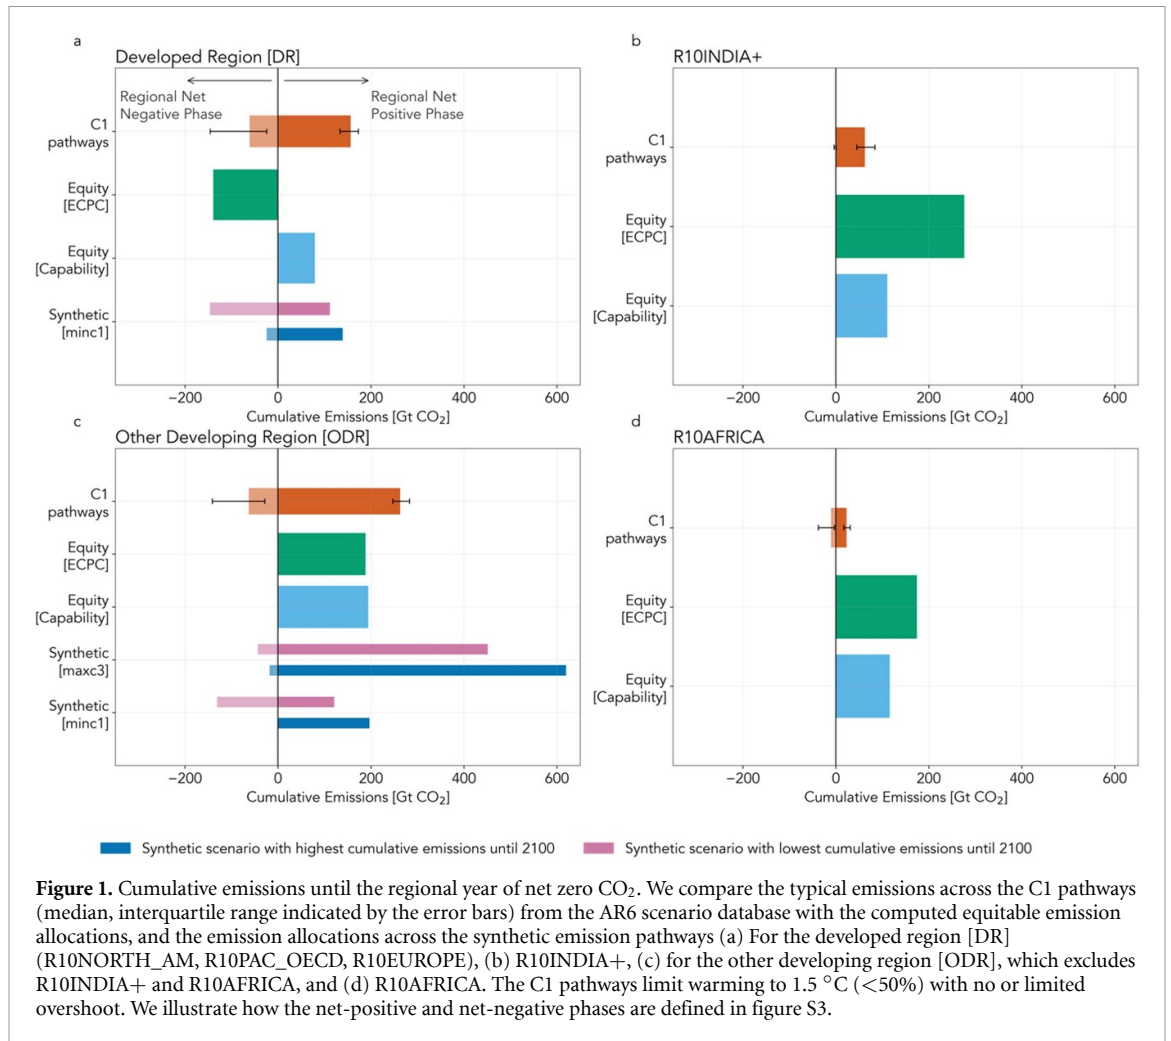 a
Developed Region [DR]
Regional Net
Negative Phase
Regional Net
Positive Phase
C1
pathways
Equity
[ECPC]
Equity
[Capability]
Synthetic
[minc1]
−200 0 200 400 600
Cumulative Emissions [Gt CO₂]
b
R10INDIA+
C1
pathways
Equity
[ECPC]
Equity
[Capability]
−200 0 200 400 600
Cumulative Emissions [Gt CO₂]
c
Other Developing Region [ODR]
C1
pathways
Equity
[ECPC]
Equity
[Capability]
Synthetic
[maxc3]
Synthetic
[minc1]
−200 0 200 400 600
Cumulative Emissions [Gt CO₂]
d
R10AFRICA
C1
pathways
Equity
[ECPC]
Equity
[Capability]
−200 0 200 400 600
Cumulative Emissions [Gt CO₂]
Synthetic scenario with highest cumulative emissions until 2100
Synthetic scenario with lowest cumulative emissions until 2100
Figure 1. Cumulative emissions until the regional year of net zero CO₂. We compare the typical emissions across the C1 pathways
(median, interquartile range indicated by the error bars) from the AR6 scenario database with the computed equitable emission
allocations, and the emission allocations across the synthetic emission pathways (a) For the developed region [DR]
(R10NORTH_AM, R10PAC_OECD, R10EUROPE), (b) R10INDIA+, (c) for the other developing region [ODR], which excludes
R10INDIA+ and R10AFRICA, and (d) R10AFRICA. The C1 pathways limit warming to 1.5 °C (<50%) with no or limited
overshoot. We illustrate how the net-positive and net-negative phases are defined in figure S3.